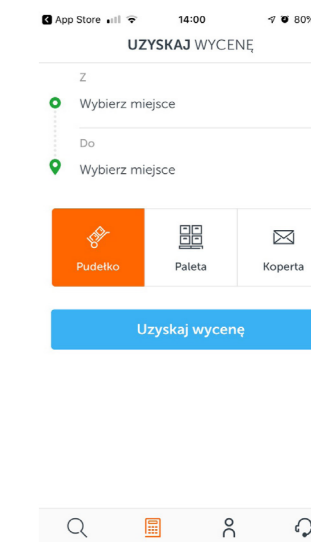 App Store 14:00 80%
UZYSKAJ WYCENĘ
Z
Wybierz miejsce
Do
Wybierz miejsce
Pudełko Paleta Koperta
Uzyskaj wycenę